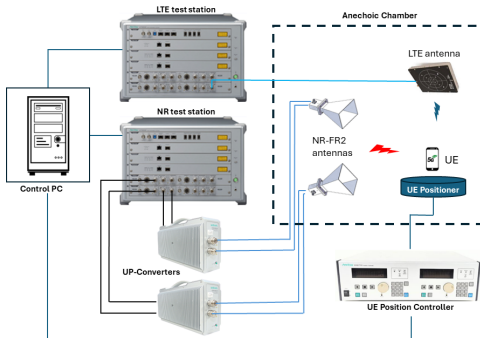 LTE test station
Anechoic Chamber
LTE antenna
NR test station
NR-FR2
antennas
5G
UE
Control PC
UE Positioner
UP-Converters
UE Position Controller